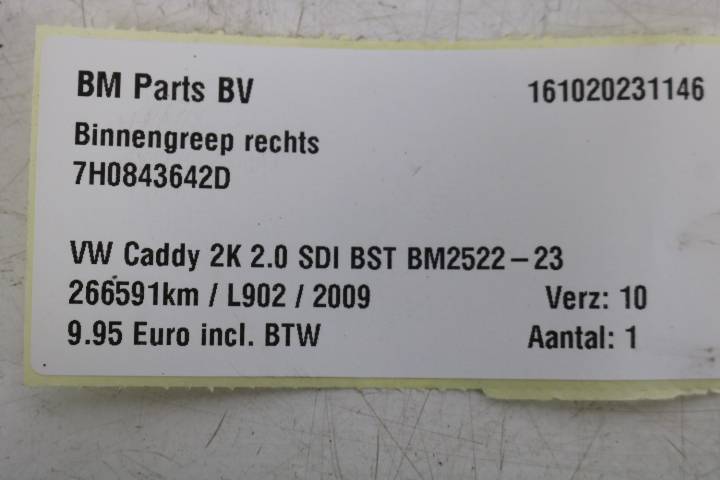 BM Parts BV 161020231146
Binnengreep rechts
7H0843642D
VW Caddy 2K 2.0 SDI BST BM2522-23
266591km / L902 / 2009 Verz: 10
9.95 Euro incl. BTW Aantal: 1